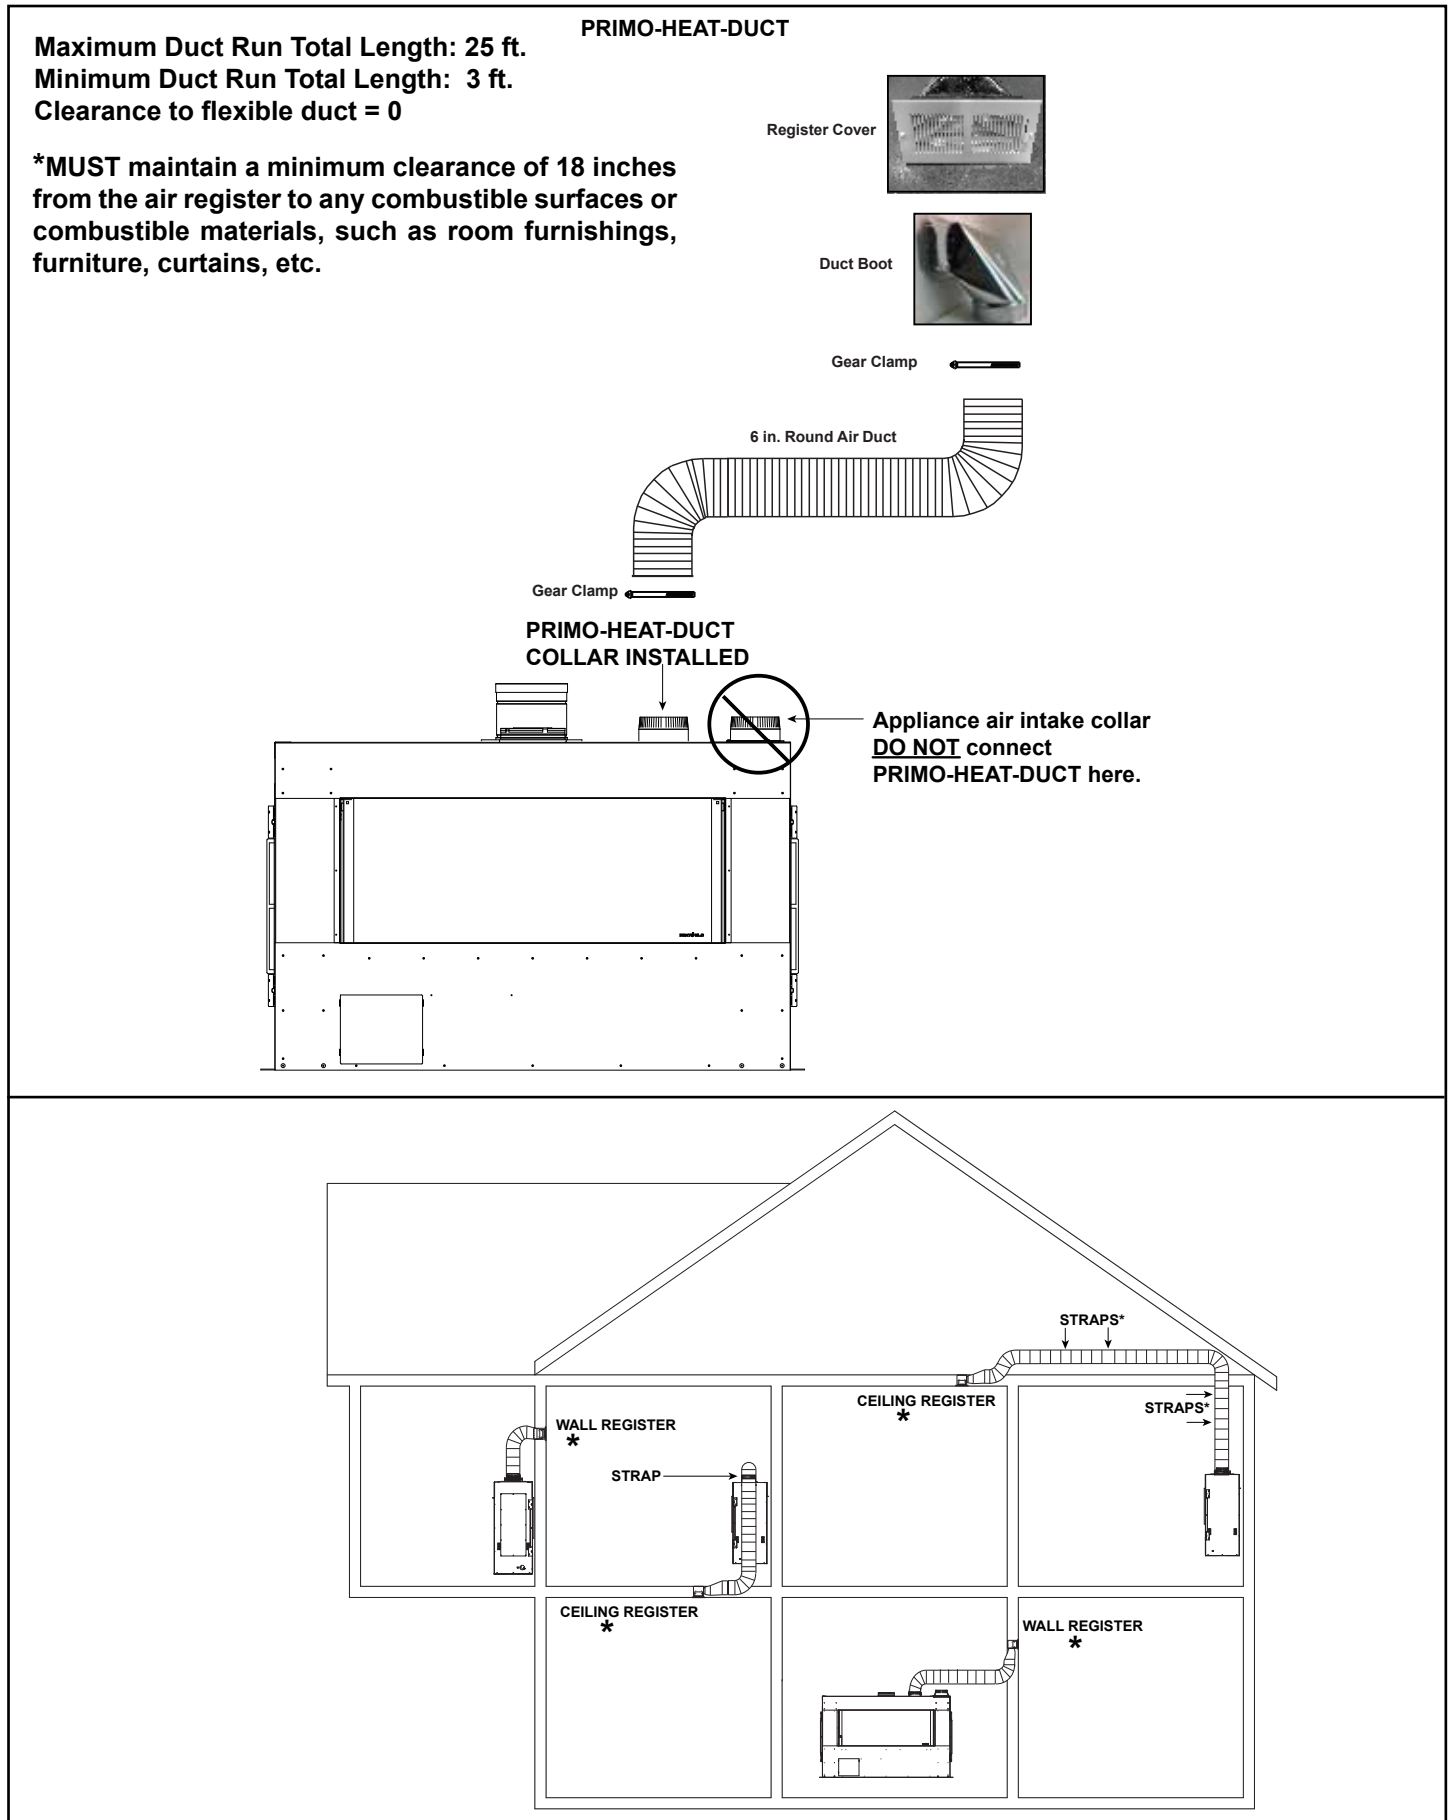 PRIMO-HEAT-DUCT
Maximum Duct Run Total Length: 25 ft.
Minimum Duct Run Total Length:  3 ft.
Clearance to flexible duct = 0
*MUST maintain a minimum clearance of 18 inches
from the air register to any combustible surfaces or
combustible materials, such as room furnishings,
furniture, curtains, etc.
Register Cover
Duct Boot
Gear Clamp
6 in. Round Air Duct
Gear Clamp
PRIMO-HEAT-DUCT
COLLAR INSTALLED
Appliance air intake collar
DO NOT connect
PRIMO-HEAT-DUCT here.
STRAPS*
CEILING REGISTER
*
STRAPS*
WALL REGISTER
*
STRAP
CEILING REGISTER
*
WALL REGISTER
*